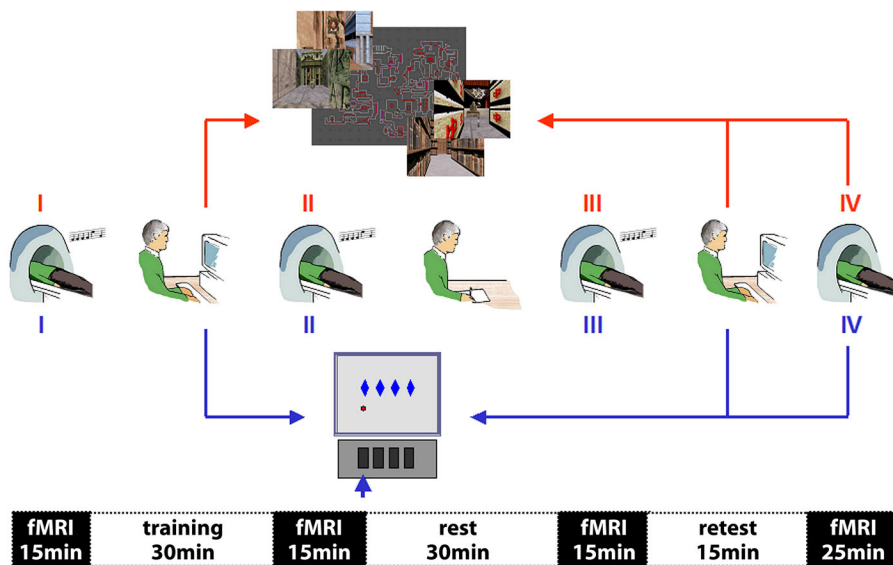 I
II
III
IV
I
II
III
IV
fMRI
15min
training
30min
fMRI
15min
rest
30min
fMRI
15min
retest
15min
fMRI
25min